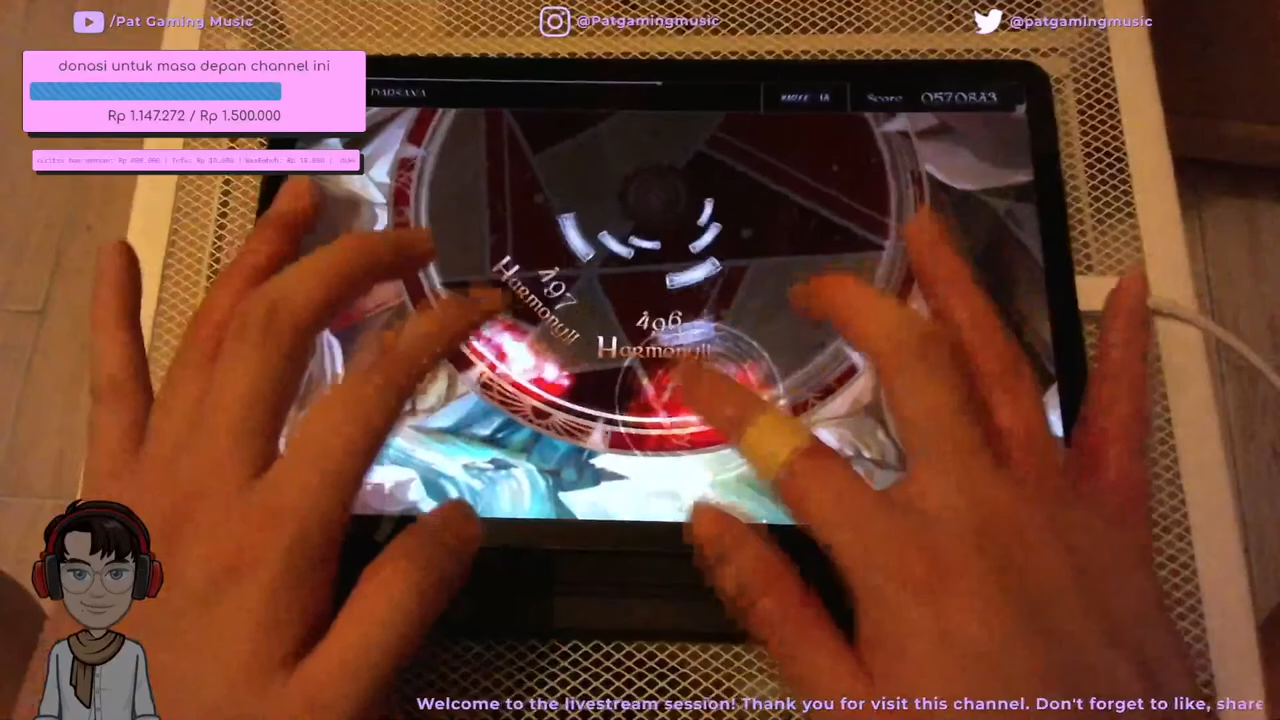 /Pat Gaming Music
@Patgamingmusic
@patgamingmusic
donasi untuk masa depan channel ini
Rp 1.147.272 / Rp 1.500.000
DARSANA
Score 0570883
497
Harmony!!
496
Harmony!!
Welcome to the livestream session! Thank you for visit this channel. Don't forget to like, share